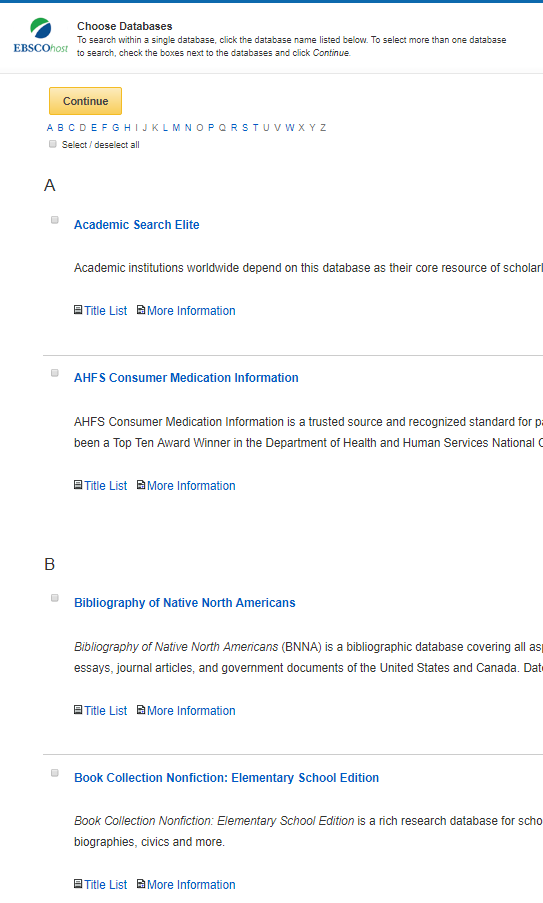 EBSCOhost
Choose Databases
To search within a single database, click the database name listed below. To select more than one database
to search, check the boxes next to the databases and click Continue.
Continue
A B C D E F G H I J K L M N O P Q R S T U V W X Y Z
Select / deselect all
A
Academic Search Elite
Academic institutions worldwide depend on this database as their core resource of scholarl
Title List More Information
AHFS Consumer Medication Information
AHFS Consumer Medication Information is a trusted source and recognized standard for pa
been a Top Ten Award Winner in the Department of Health and Human Services National
Title List More Information
B
Bibliography of Native North Americans
Bibliography of Native North Americans (BNNA) is a bibliographic database covering all asp
essays, journal articles, and government documents of the United States and Canada. Date
Title List More Information
Book Collection Nonfiction: Elementary School Edition
Book Collection Nonfiction: Elementary School Edition is a rich research database for scho
biographies, civics and more.
Title List More Information